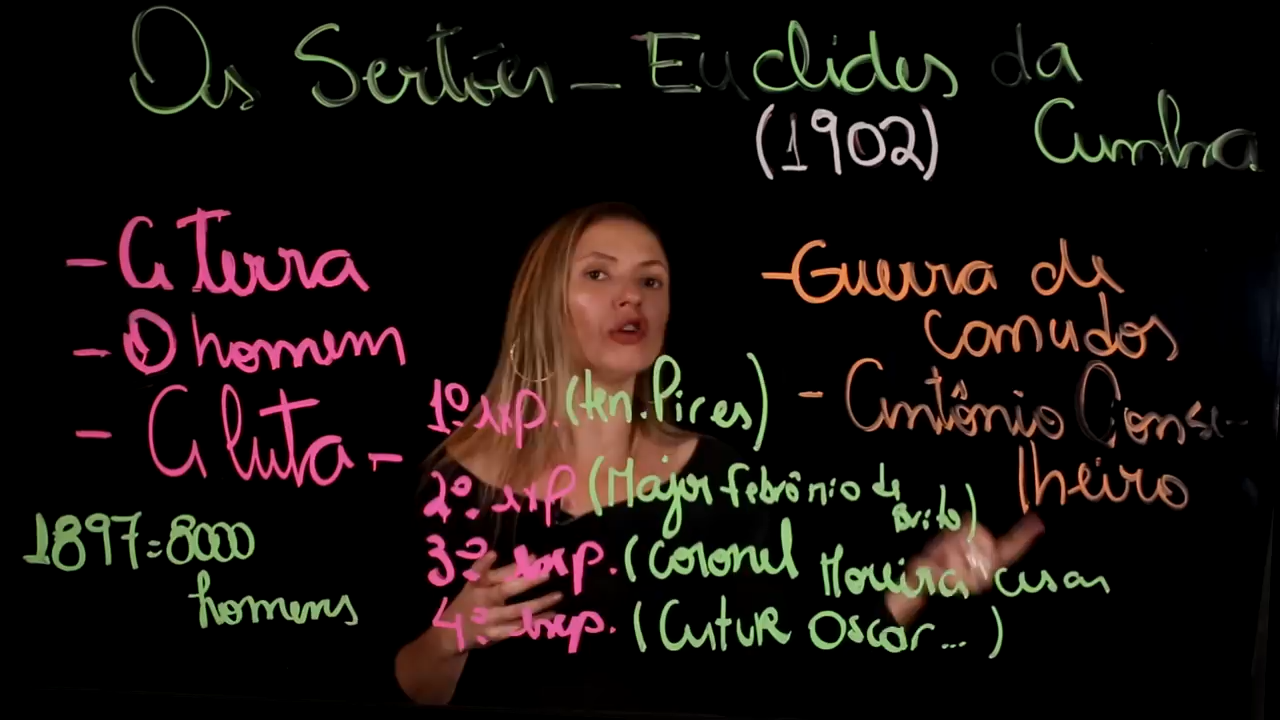 Os Sertões - Euclides da
(1902) Cunha
- A Terra
- O homem
- A luta -
1º exp. (ten. Pires)
2º. exp (Major Febrônio de
Brito)
3º exp. (Coronel Moreira cesar
4º. exp. (Artur Oscar...)
1897=8000
homens
- Guerra de
canudos
- Antônio Conse-
lheiro